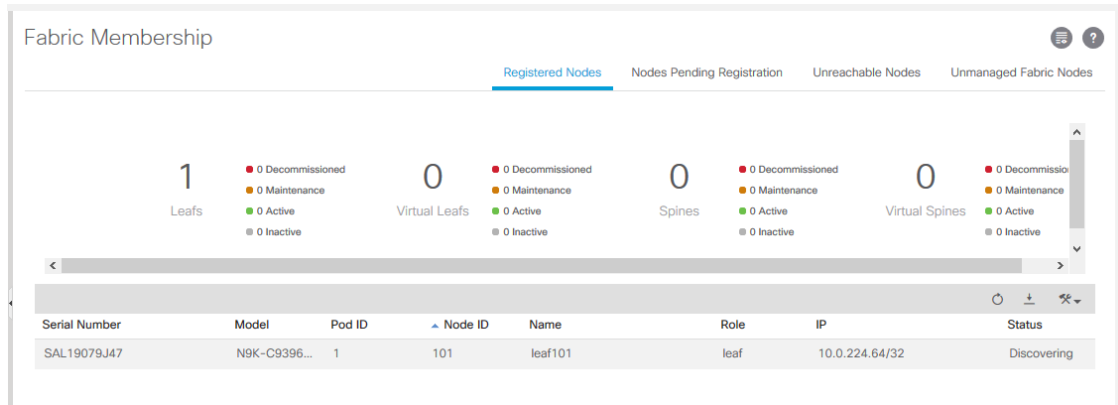 Fabric Membership
?
Registered Nodes Nodes Pending Registration Unreachable Nodes Unmanaged Fabric Nodes
1 Leafs
0 Decommissioned
0 Maintenance
0 Active
0 Inactive
0 Virtual Leafs
0 Decommissioned
0 Maintenance
0 Active
0 Inactive
0 Spines
0 Decommissioned
0 Maintenance
0 Active
0 Inactive
0 Virtual Spines
0 Decommissio
0 Maintenance
0 Active
0 Inactive
Serial Number Model Pod ID Node ID Name Role IP Status
SAL19079J47 N9K-C9396... 1 101 leaf101 leaf 10.0.224.64/32 Discovering